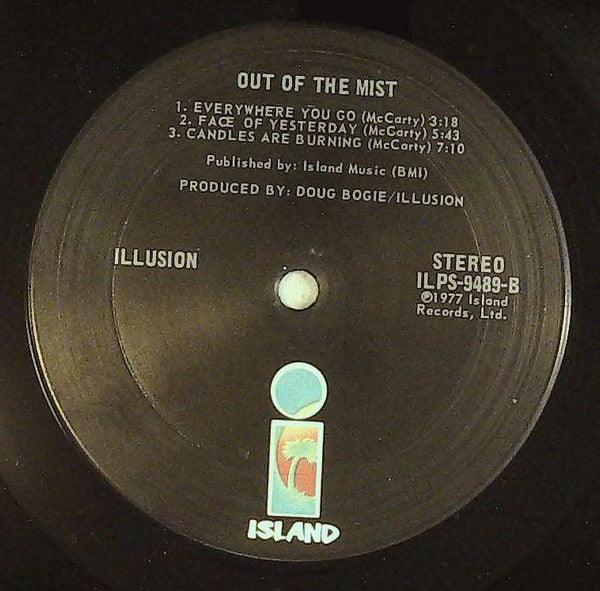 OUT OF THE MIST
1. EVERYWHERE YOU GO (McCarty) 3:18
2. FACE OF YESTERDAY (McCarty) 5:43
3. CANDLES ARE BURNING (McCarty) 7:10
Published by: Island Music (BMI)
PRODUCED BY: DOUG BOGIE/ILLUSION
ILLUSION
STEREO
ILPS-9489-B
℗1977 Island
Records, Ltd.
ISLAND